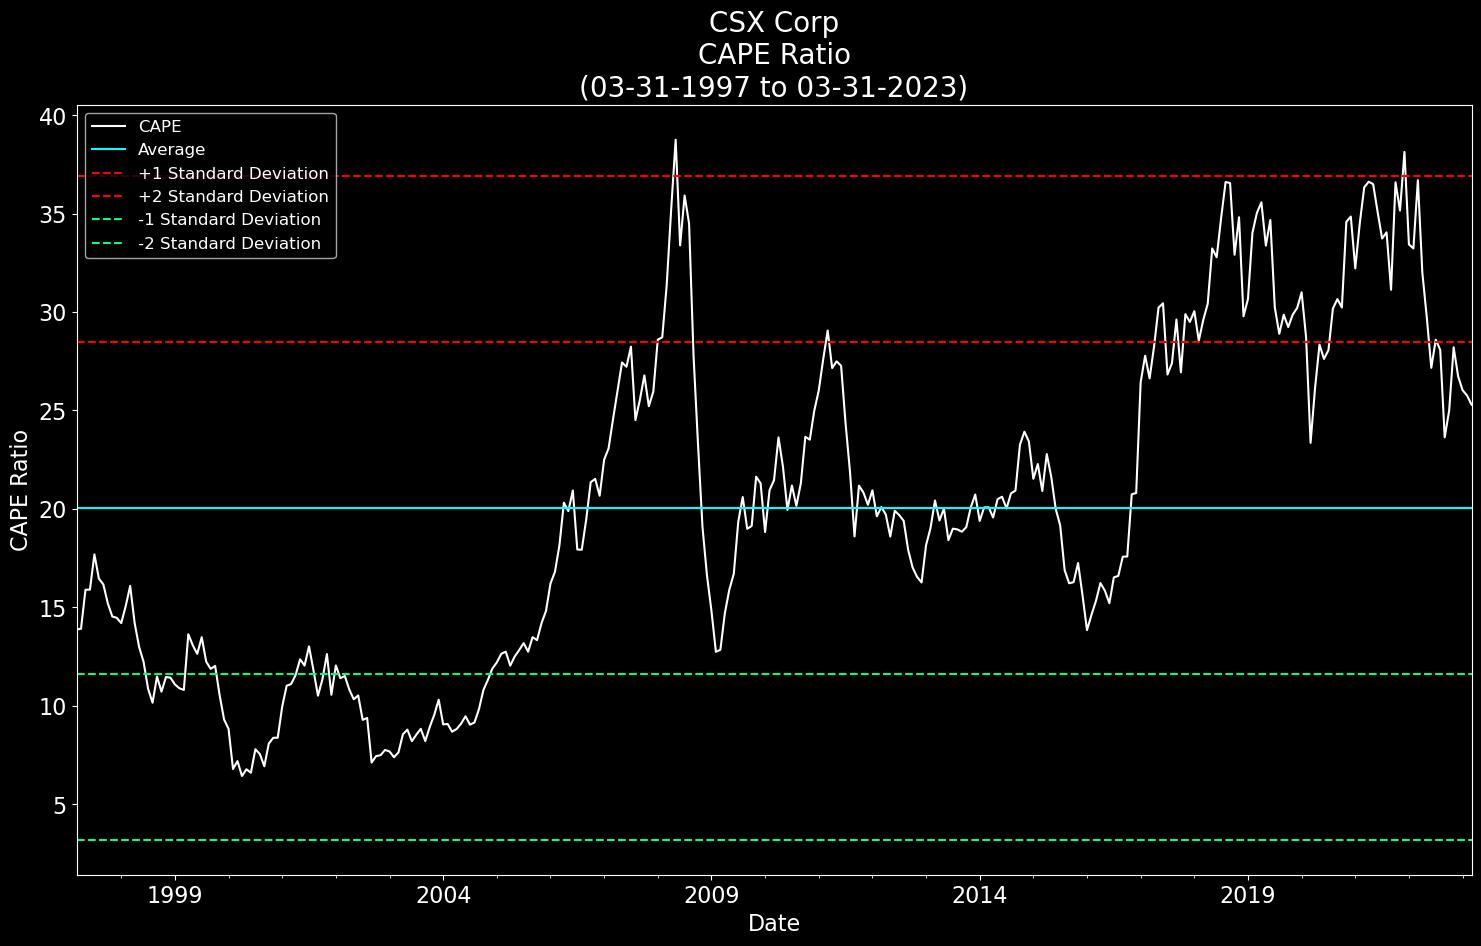 CSX Corp
CAPE Ratio
(03-31-1997 to 03-31-2023)
CAPE
Average
+1 Standard Deviation
+2 Standard Deviation
-1 Standard Deviation
-2 Standard Deviation
CAPE Ratio
40
35
30
25
20
15
10
5
1999 2004 2009 2014 2019
Date